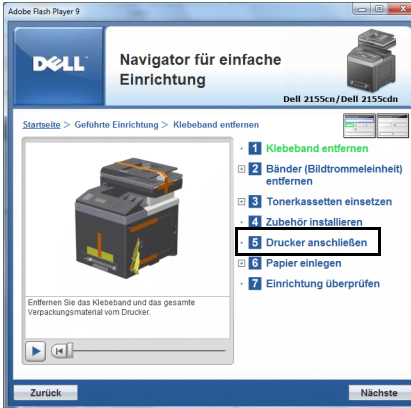 Adobe Flash Player 9
DELL
Navigator für einfache
Einrichtung
Dell 2155cn/Dell 2155cdn
Startseite > Geführte Einrichtung > Klebeband entfernen
1 Klebeband entfernen
2 Bänder (Bildtrommeleinheit)
entfernen
3 Tonerkassetten einsetzen
4 Zubehör installieren
5 Drucker anschließen
6 Papier einlegen
7 Einrichtung überprüfen
Entfernen Sie das Klebeband und das gesamte
Verpackungsmaterial vom Drucker.
Zurück
Nächste